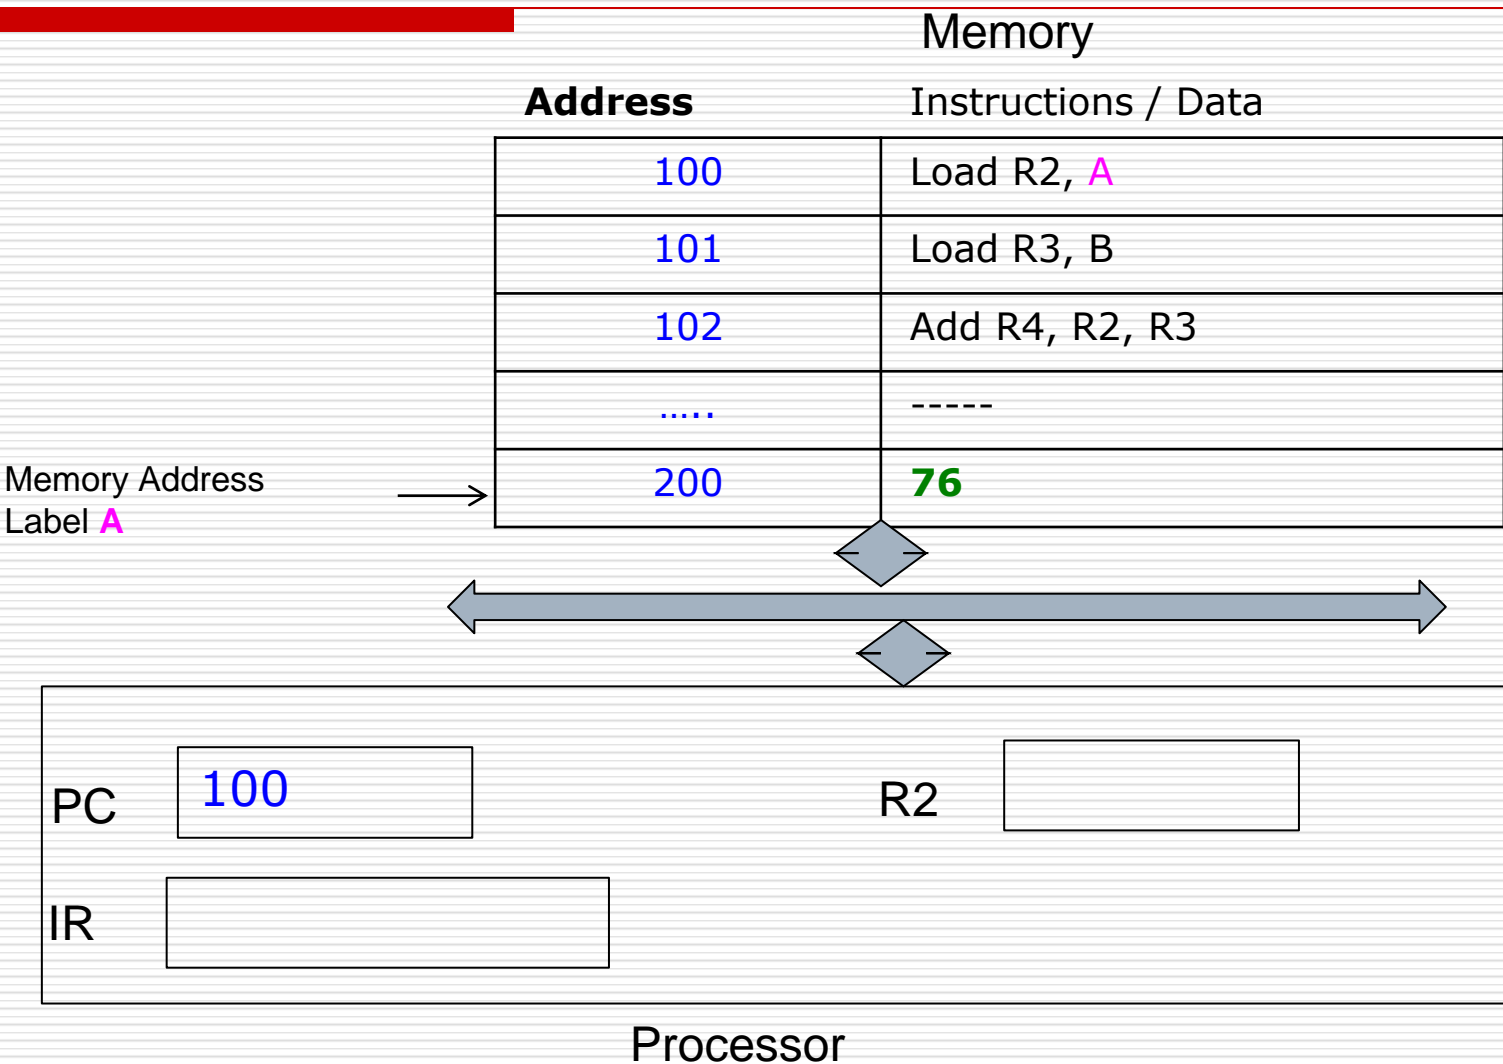 Memory
Address Instructions / Data
100 Load R2, A
101 Load R3, B
102 Add R4, R2, R3
..... -----
Memory Address
Label A
200 76
PC 100
R2
IR
Processor